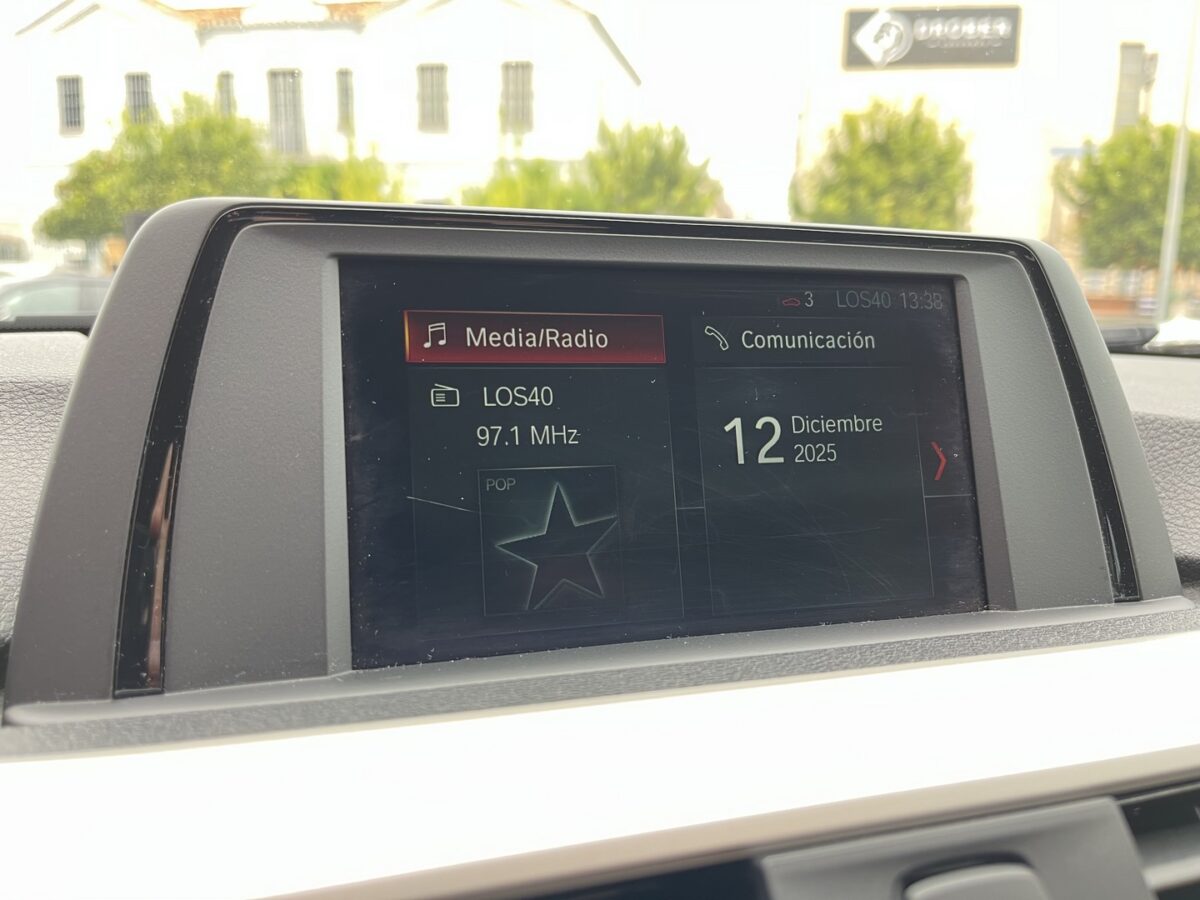 3 LOS40 13:38
Media/Radio
Comunicación
LOS40
97.1 MHz
12 Diciembre
2025
POP